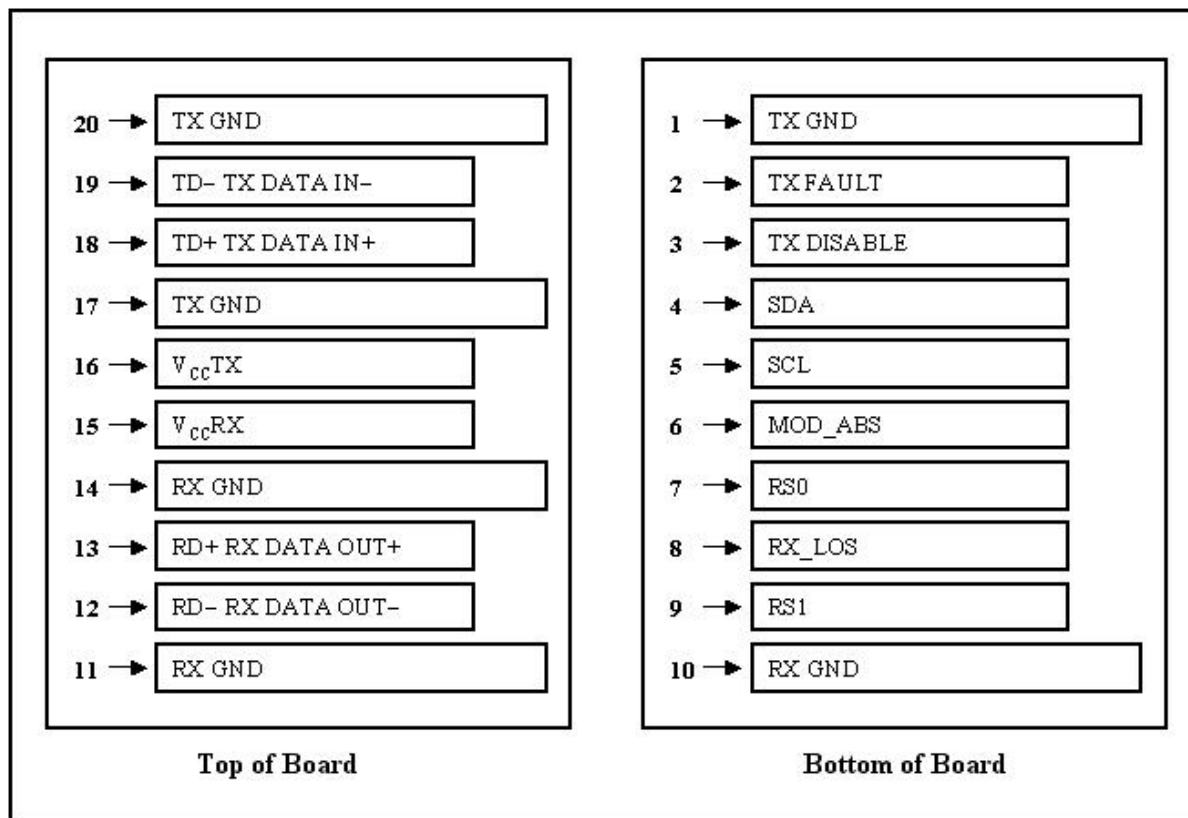 20 TX GND
19 TD– TX DATA IN–
18 TD+ TX DATA IN+
17 TX GND
16 VCCTX
15 VCCRX
14 RX GND
13 RD+ RX DATA OUT+
12 RD– RX DATA OUT–
11 RX GND
Top of Board
1 TX GND
2 TX FAULT
3 TX DISABLE
4 SDA
5 SCL
6 MOD_ABS
7 RS0
8 RX_LOS
9 RS1
10 RX GND
Bottom of Board